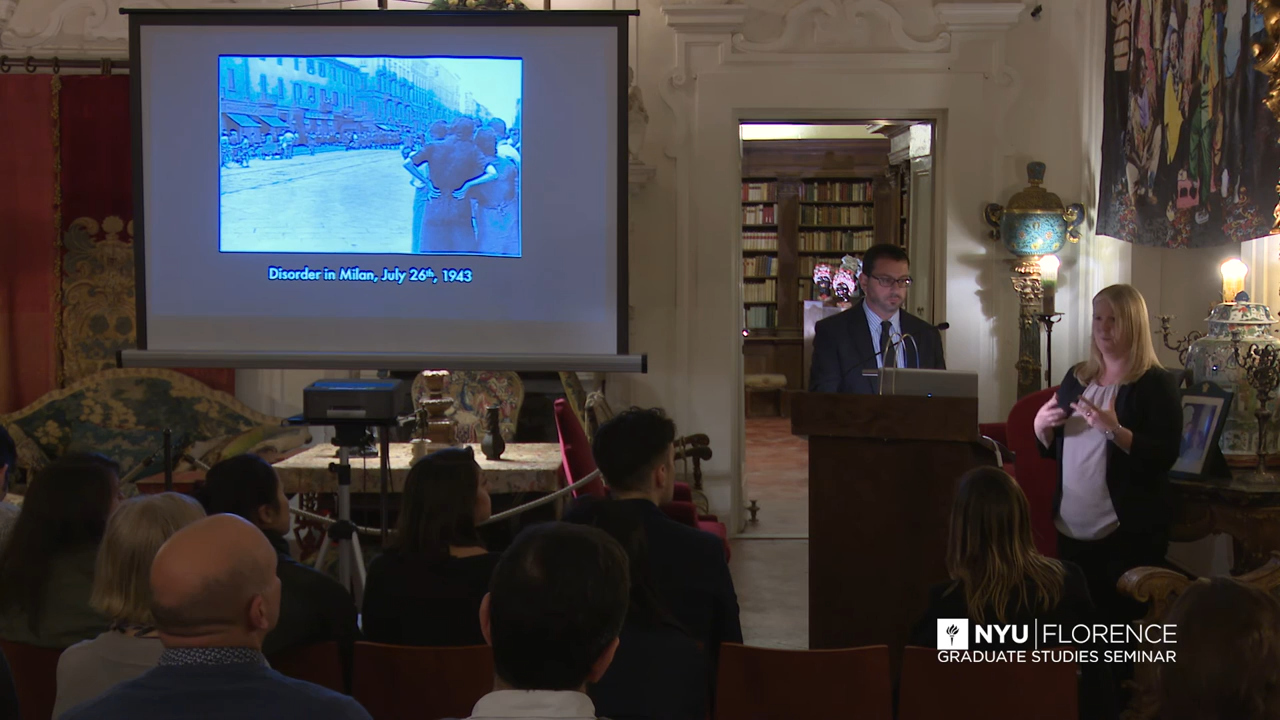 Disorder in Milan, July 26th, 1943
NYU FLORENCE
GRADUATE STUDIES SEMINAR